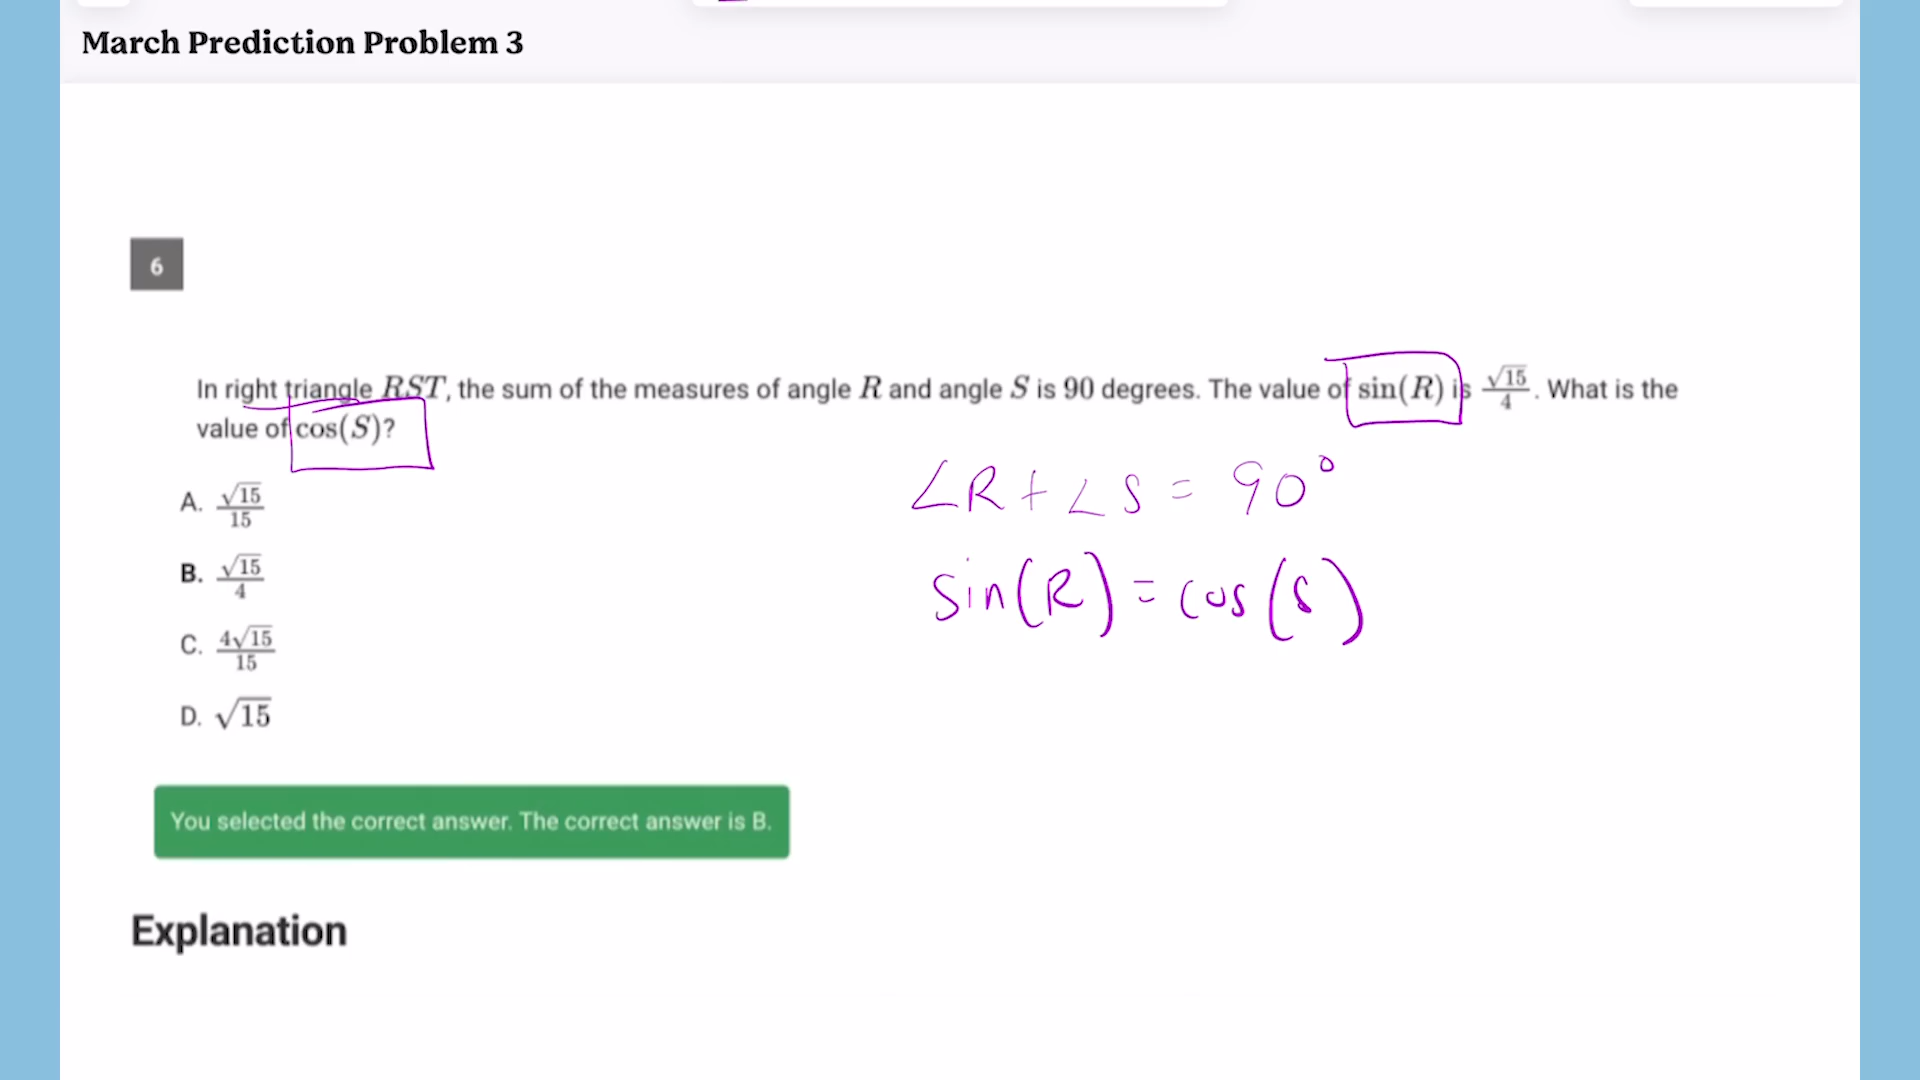 March Prediction Problem 3
6
In right triangle RST, the sum of the measures of angle R and angle S is 90 degrees. The value of sin(R) is √15/4. What is the
value of cos(S)?
∠R + ∠S = 90°
sin(R) = cos(S)
A. √15/15
B. √15/4
C. 4√15/15
D. √15
You selected the correct answer. The correct answer is B.
Explanation